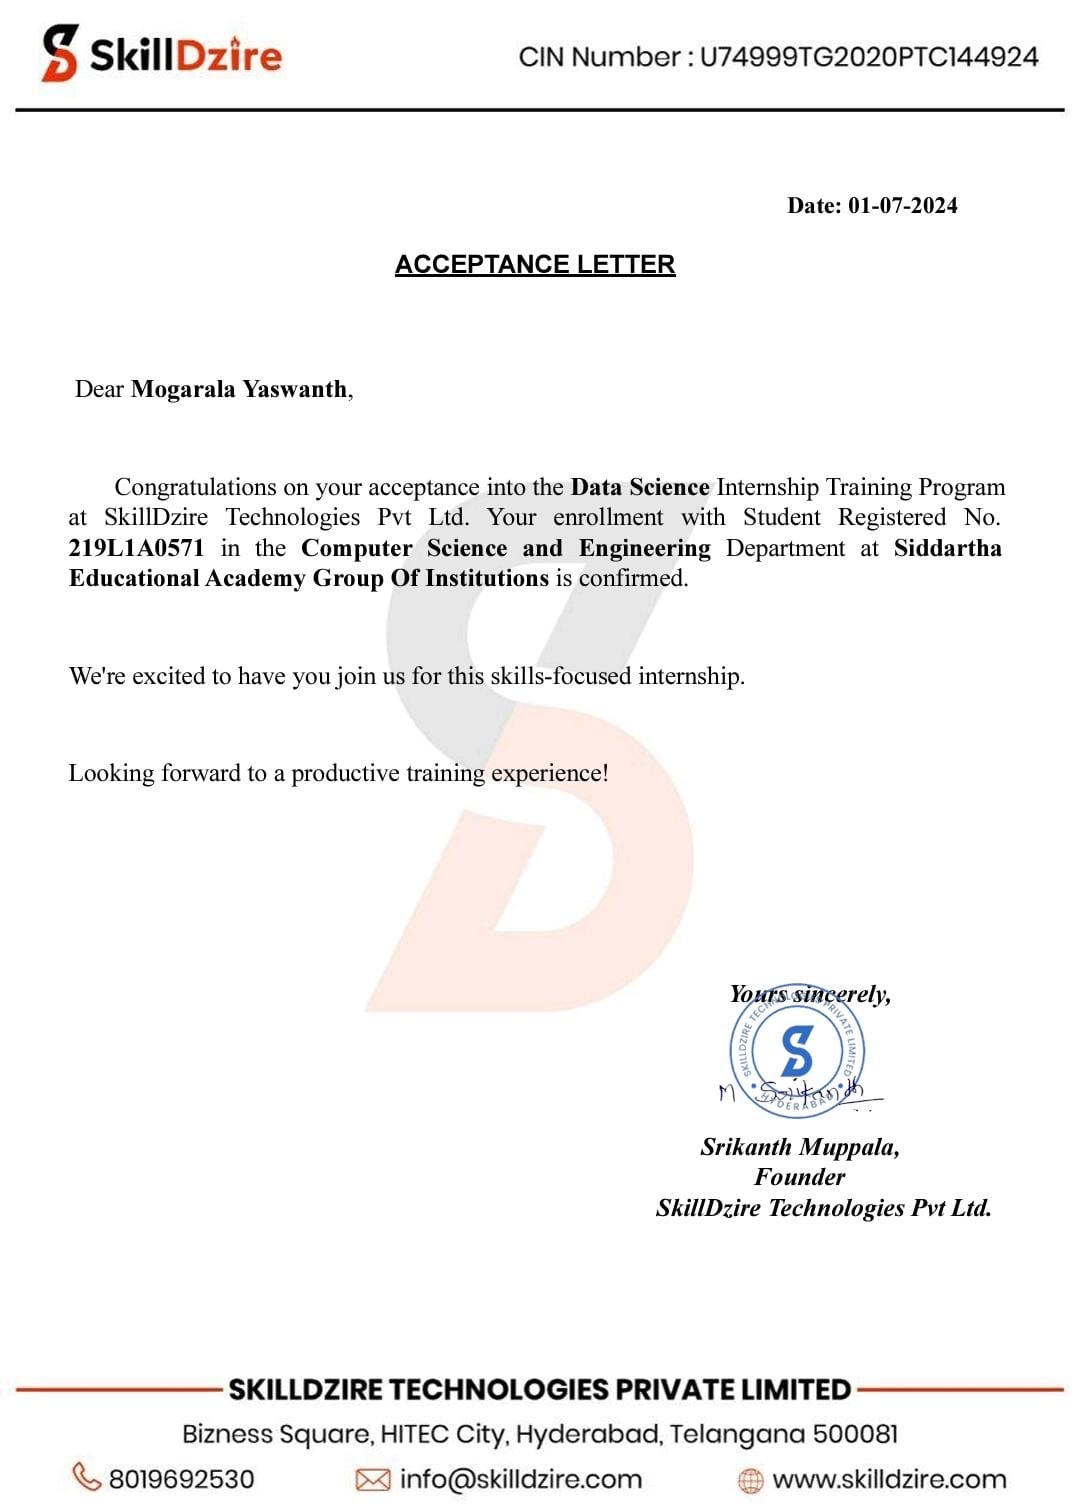 SkillDzire
CIN Number : U74999TG2020PTC144924
Date: 01-07-2024
ACCEPTANCE LETTER
Dear Mogarala Yaswanth,
Congratulations on your acceptance into the Data Science Internship Training Program
at SkillDzire Technologies Pvt Ltd. Your enrollment with Student Registered No.
219L1A0571 in the Computer Science and Engineering Department at Siddartha
Educational Academy Group Of Institutions is confirmed.
We're excited to have you join us for this skills-focused internship.
Looking forward to a productive training experience!
Yours sincerely,
SKILLDZIRE TECHNOLOGIES PRIVATE LIMITED
HYDERABAD
M Srikanth
Srikanth Muppala,
Founder
SkillDzire Technologies Pvt Ltd.
SKILLDZIRE TECHNOLOGIES PRIVATE LIMITED
Bizness Square, HITEC City, Hyderabad, Telangana 500081
8019692530 info@skilldzire.com www.skilldzire.com